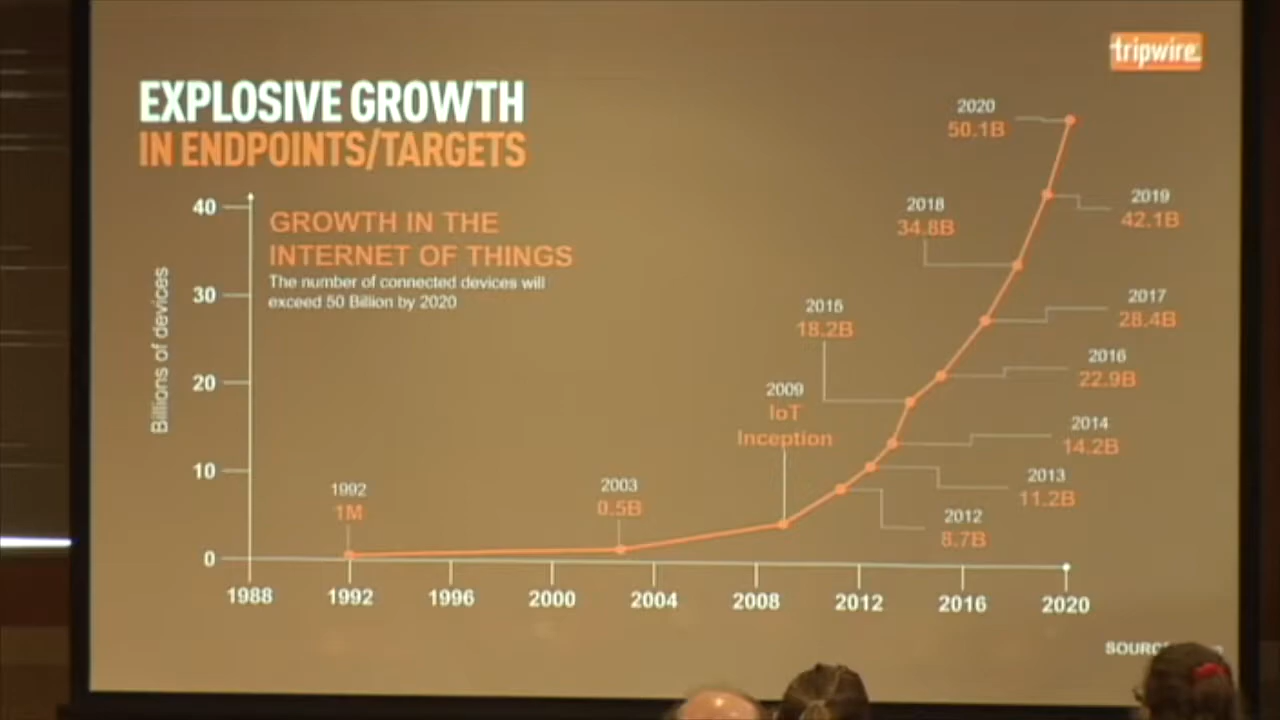 tripwire
EXPLOSIVE GROWTH
IN ENDPOINTS/TARGETS
GROWTH IN THE
INTERNET OF THINGS
The number of connected devices will
exceed 50 Billion by 2020
Billions of devices
40
30
20
10
0
1988
1992
1996
2000
2004
2008
2012
2016
2020
1992
1M
2003
0.5B
2009
IoT
Inception
2012
8.7B
2013
11.2B
2014
14.2B
2015
18.2B
2016
22.9B
2017
28.4B
2018
34.8B
2019
42.1B
2020
50.1B